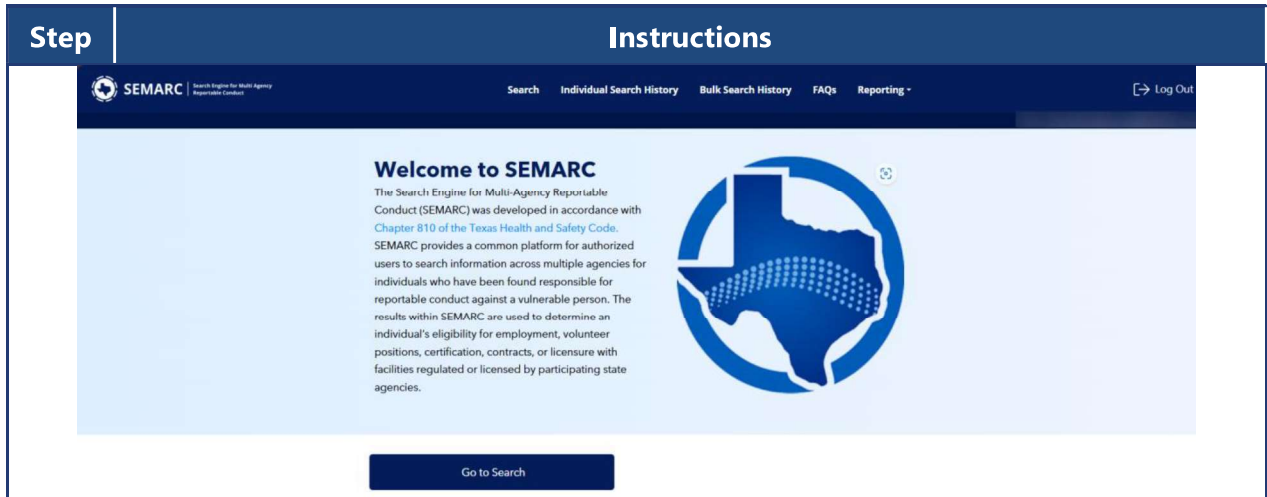 Step Instructions
SEMARC Search Engine for Multi Agency
Reportable Conduct
Search Individual Search History Bulk Search History FAQs Reporting
Log Out
Welcome to SEMARC
The Search Engine for Multi-Agency Reportable
Conduct (SEMARC) was developed in accordance with
Chapter 810 of the Texas Health and Safety Code.
SEMARC provides a common platform for authorized
users to search information across multiple agencies for
individuals who have been found responsible for
reportable conduct against a vulnerable person. The
results within SEMARC are used to determine an
individual's eligibility for employment, volunteer
positions, certification, contracts, or licensure with
facilities regulated or licensed by participating state
agencies.
Go to Search